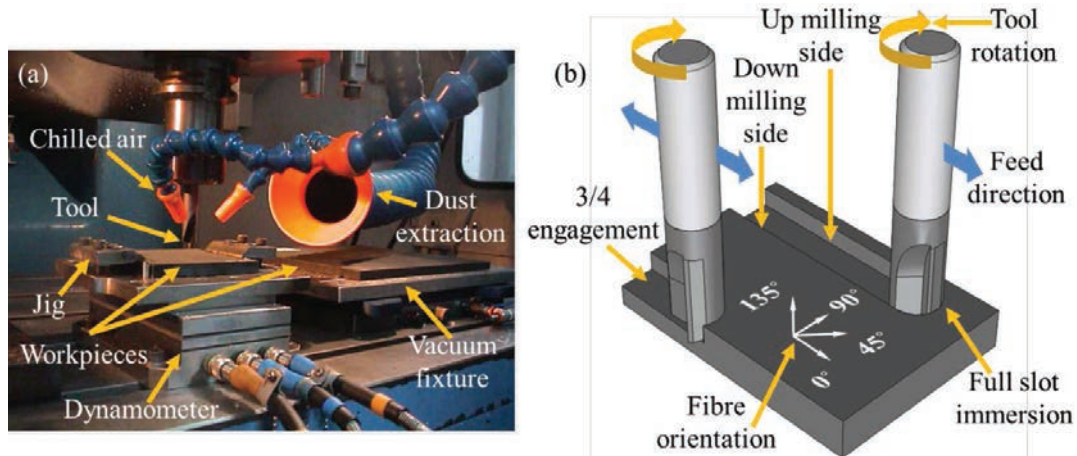 (a)
Chilled air
Tool
Dust
extraction
Jig
Workpieces
Vacuum
fixture
Dynamometer
(b)
Up milling
side
Tool
rotation
Down
milling
side
Feed
direction
3/4
engagement
135°
90°
45°
0°
Full slot
immersion
Fibre
orientation